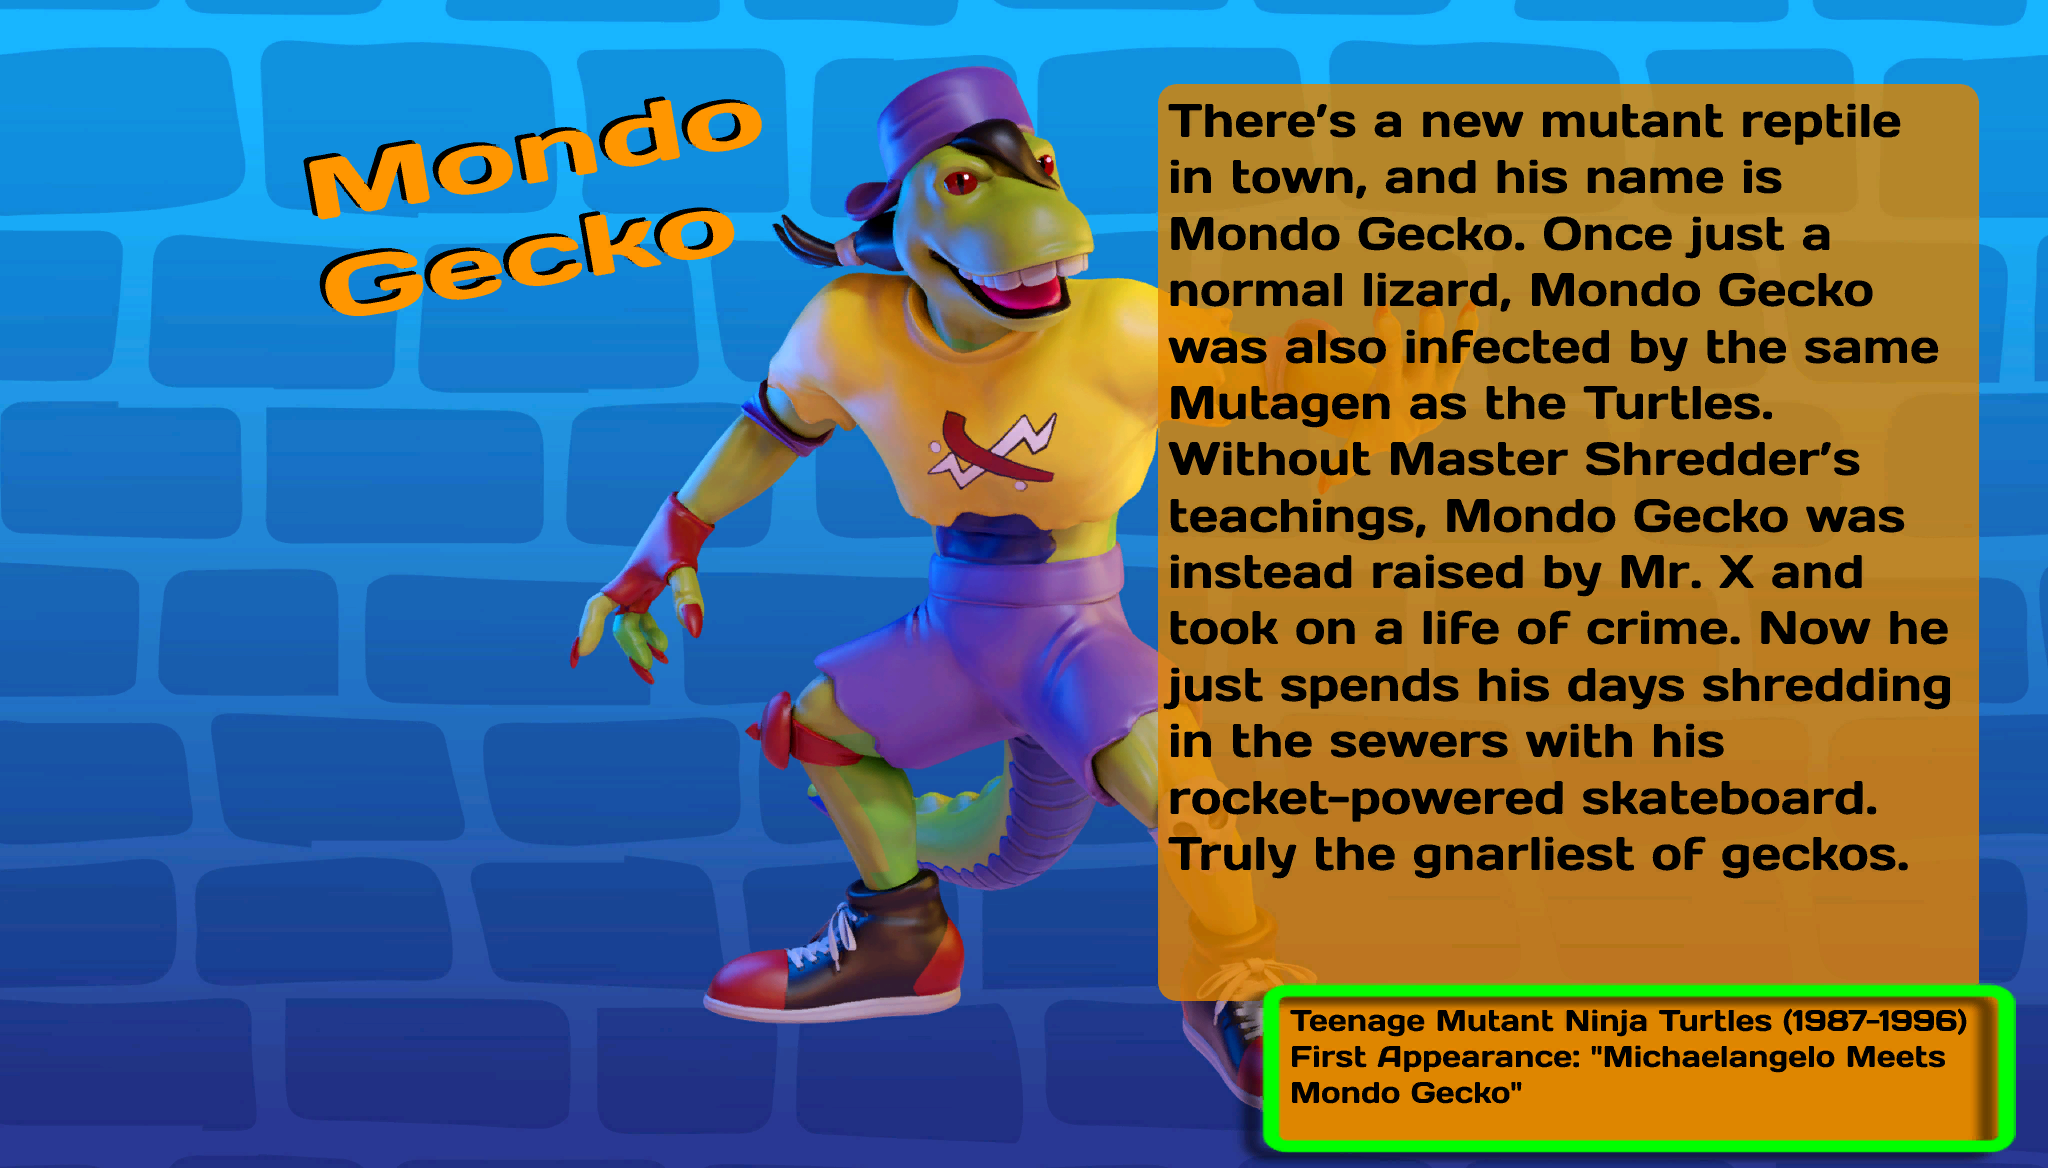 Mondo
Gecko
There's a new mutant reptile
in town, and his name is
Mondo Gecko. Once just a
normal lizard, Mondo Gecko
was also infected by the same
Mutagen as the Turtles.
Without Master Shredder's
teachings, Mondo Gecko was
instead raised by Mr. X and
took on a life of crime. Now he
just spends his days shredding
in the sewers with his
rocket-powered skateboard.
Truly the gnarliest of geckos.
Teenage Mutant Ninja Turtles (1987-1996)
First Appearance: "Michaelangelo Meets
Mondo Gecko"